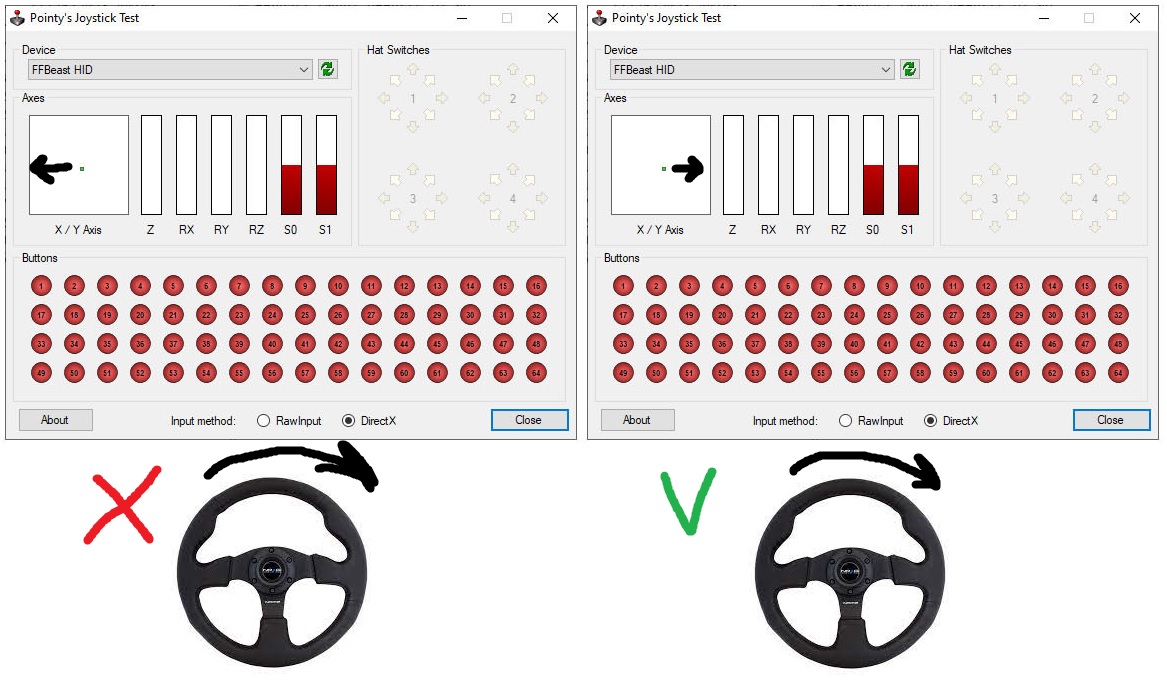 Pointy's Joystick Test
Device
FFBeast HID
Hat Switches
1
2
3
4
Axes
X / Y Axis
Z
RX
RY
RZ
S0
S1
Buttons
1 2 3 4 5 6 7 8 9 10 11 12 13 14 15 16
17 18 19 20 21 22 23 24 25 26 27 28 29 30 31 32
33 34 35 36 37 38 39 40 41 42 43 44 45 46 47 48
49 50 51 52 53 54 55 56 57 58 59 60 61 62 63 64
About
Input method:
RawInput
DirectX
Close
Pointy's Joystick Test
Device
FFBeast HID
Hat Switches
1
2
3
4
Axes
X / Y Axis
Z
RX
RY
RZ
S0
S1
Buttons
1 2 3 4 5 6 7 8 9 10 11 12 13 14 15 16
17 18 19 20 21 22 23 24 25 26 27 28 29 30 31 32
33 34 35 36 37 38 39 40 41 42 43 44 45 46 47 48
49 50 51 52 53 54 55 56 57 58 59 60 61 62 63 64
About
Input method:
RawInput
DirectX
Close